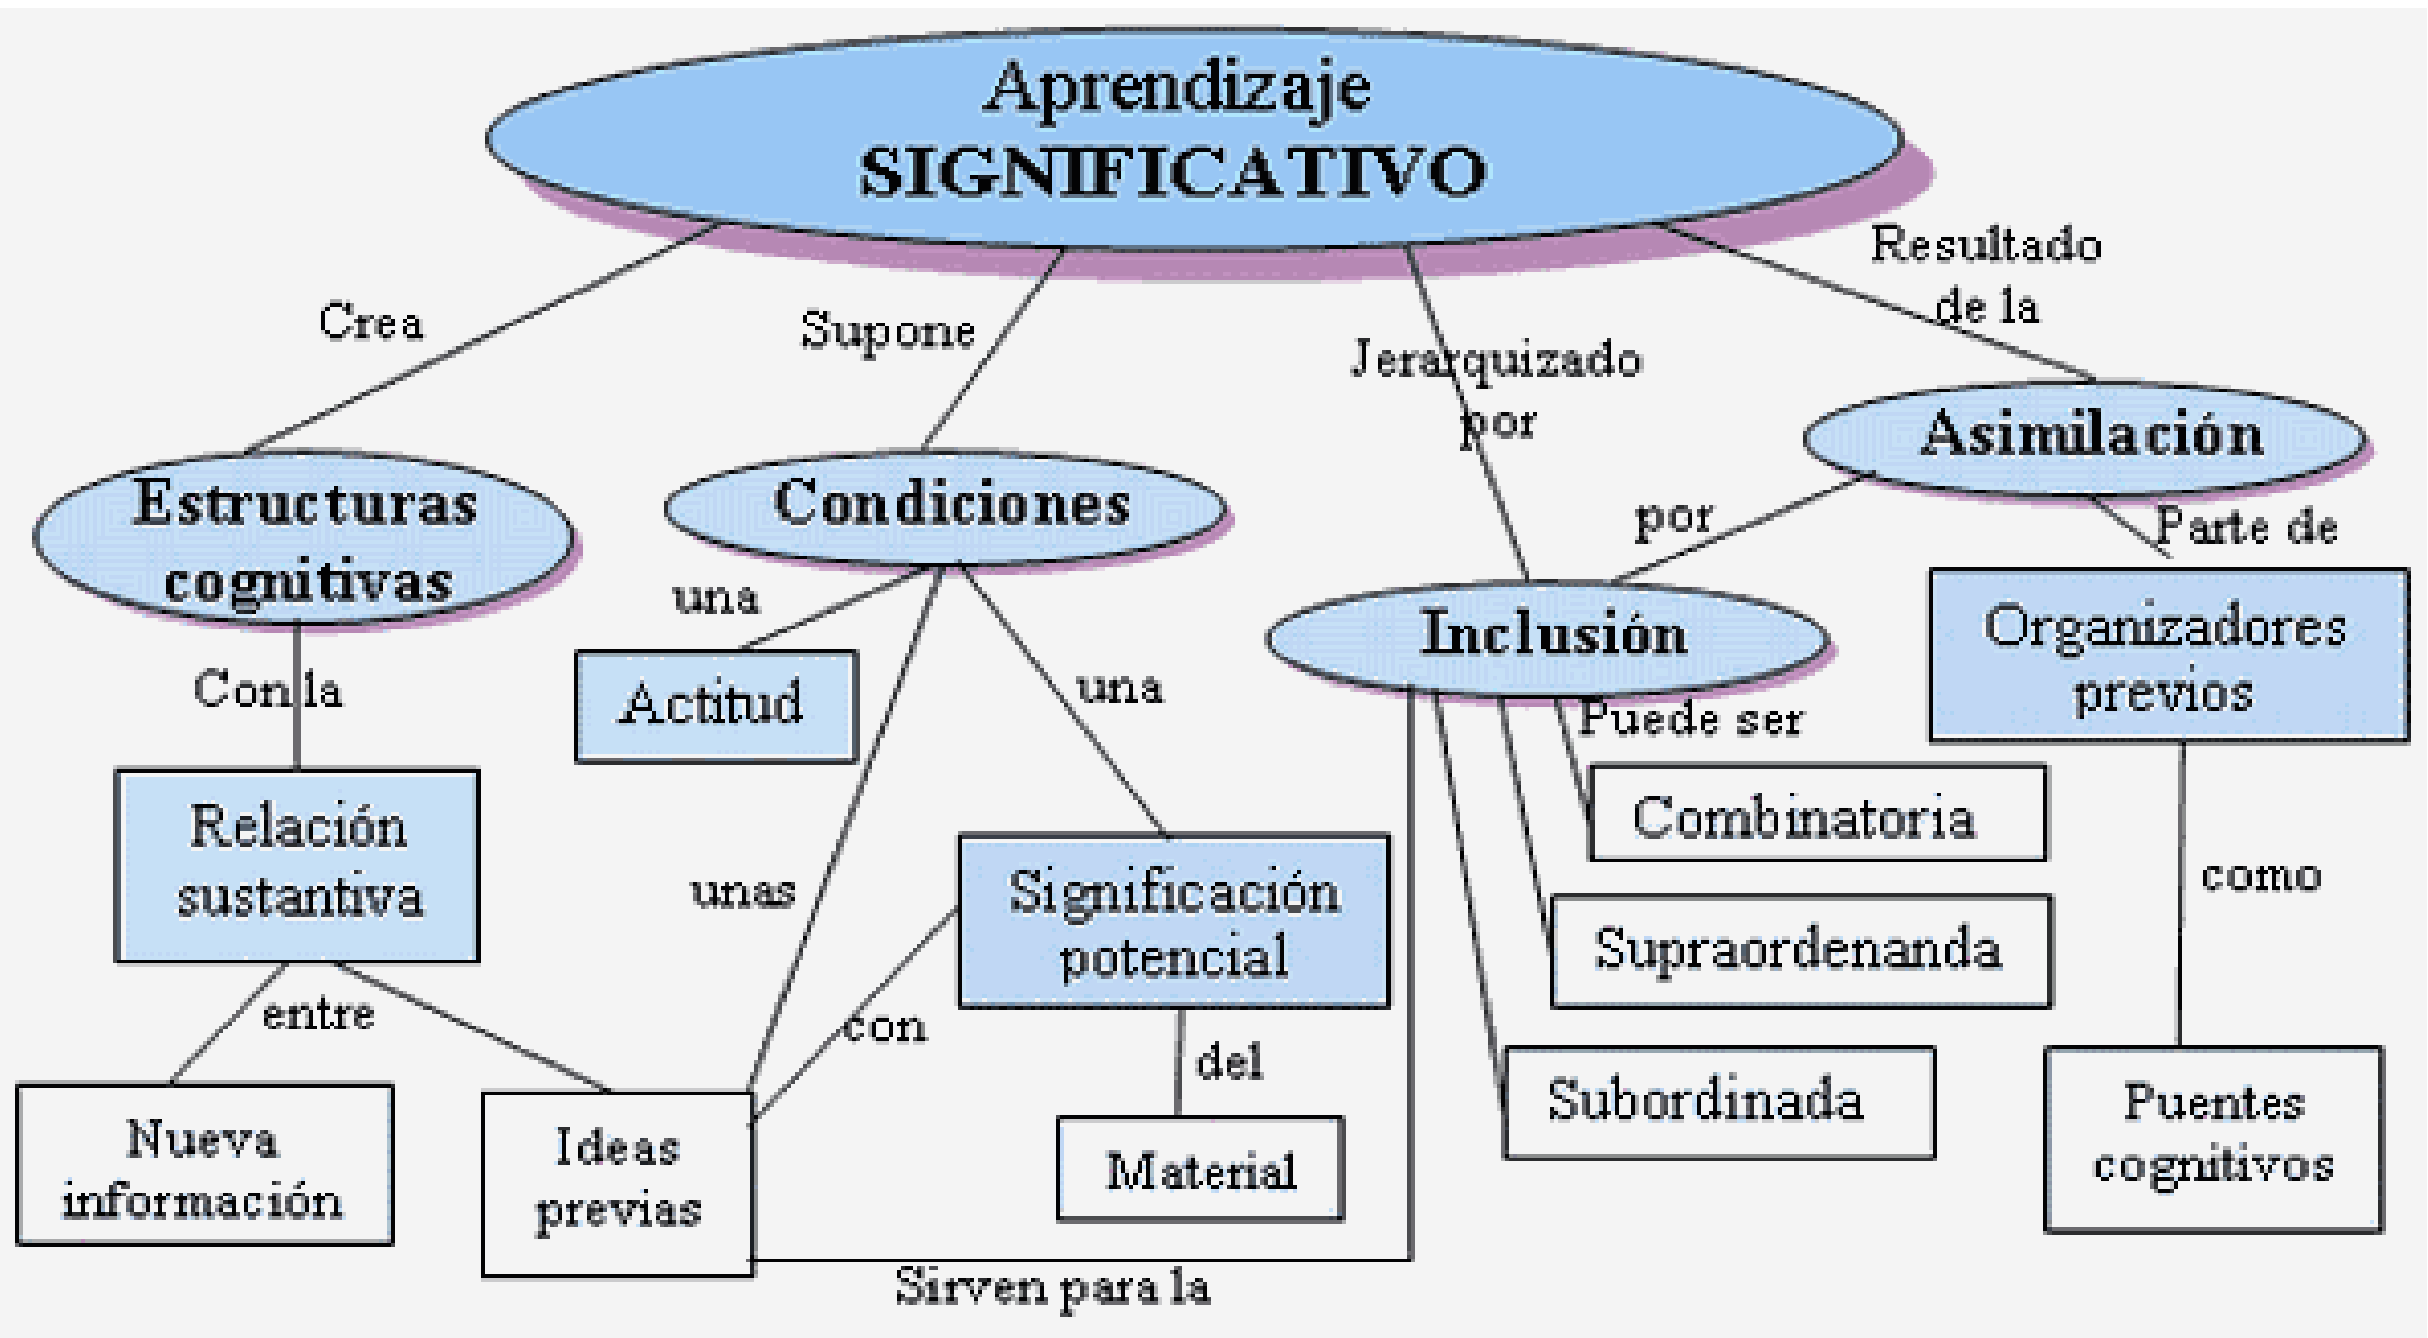 Aprendizaje
SIGNIFICATIVO
Crea
Supone
Jerarquizado
por
Resultado
de la
Estructuras
cognitivas
Condiciones
Asimilación
Con la
una
unas
una
por
Parte de
Inclusión
Organizadores
previos
Actitud
Puede ser
Relación
sustantiva
Significación
potencial
Combinatoria
Supraordenanda
Subordinada
como
entre
con
del
Nueva
información
Ideas
previas
Material
Puentes
cognitivos
Sirven para la